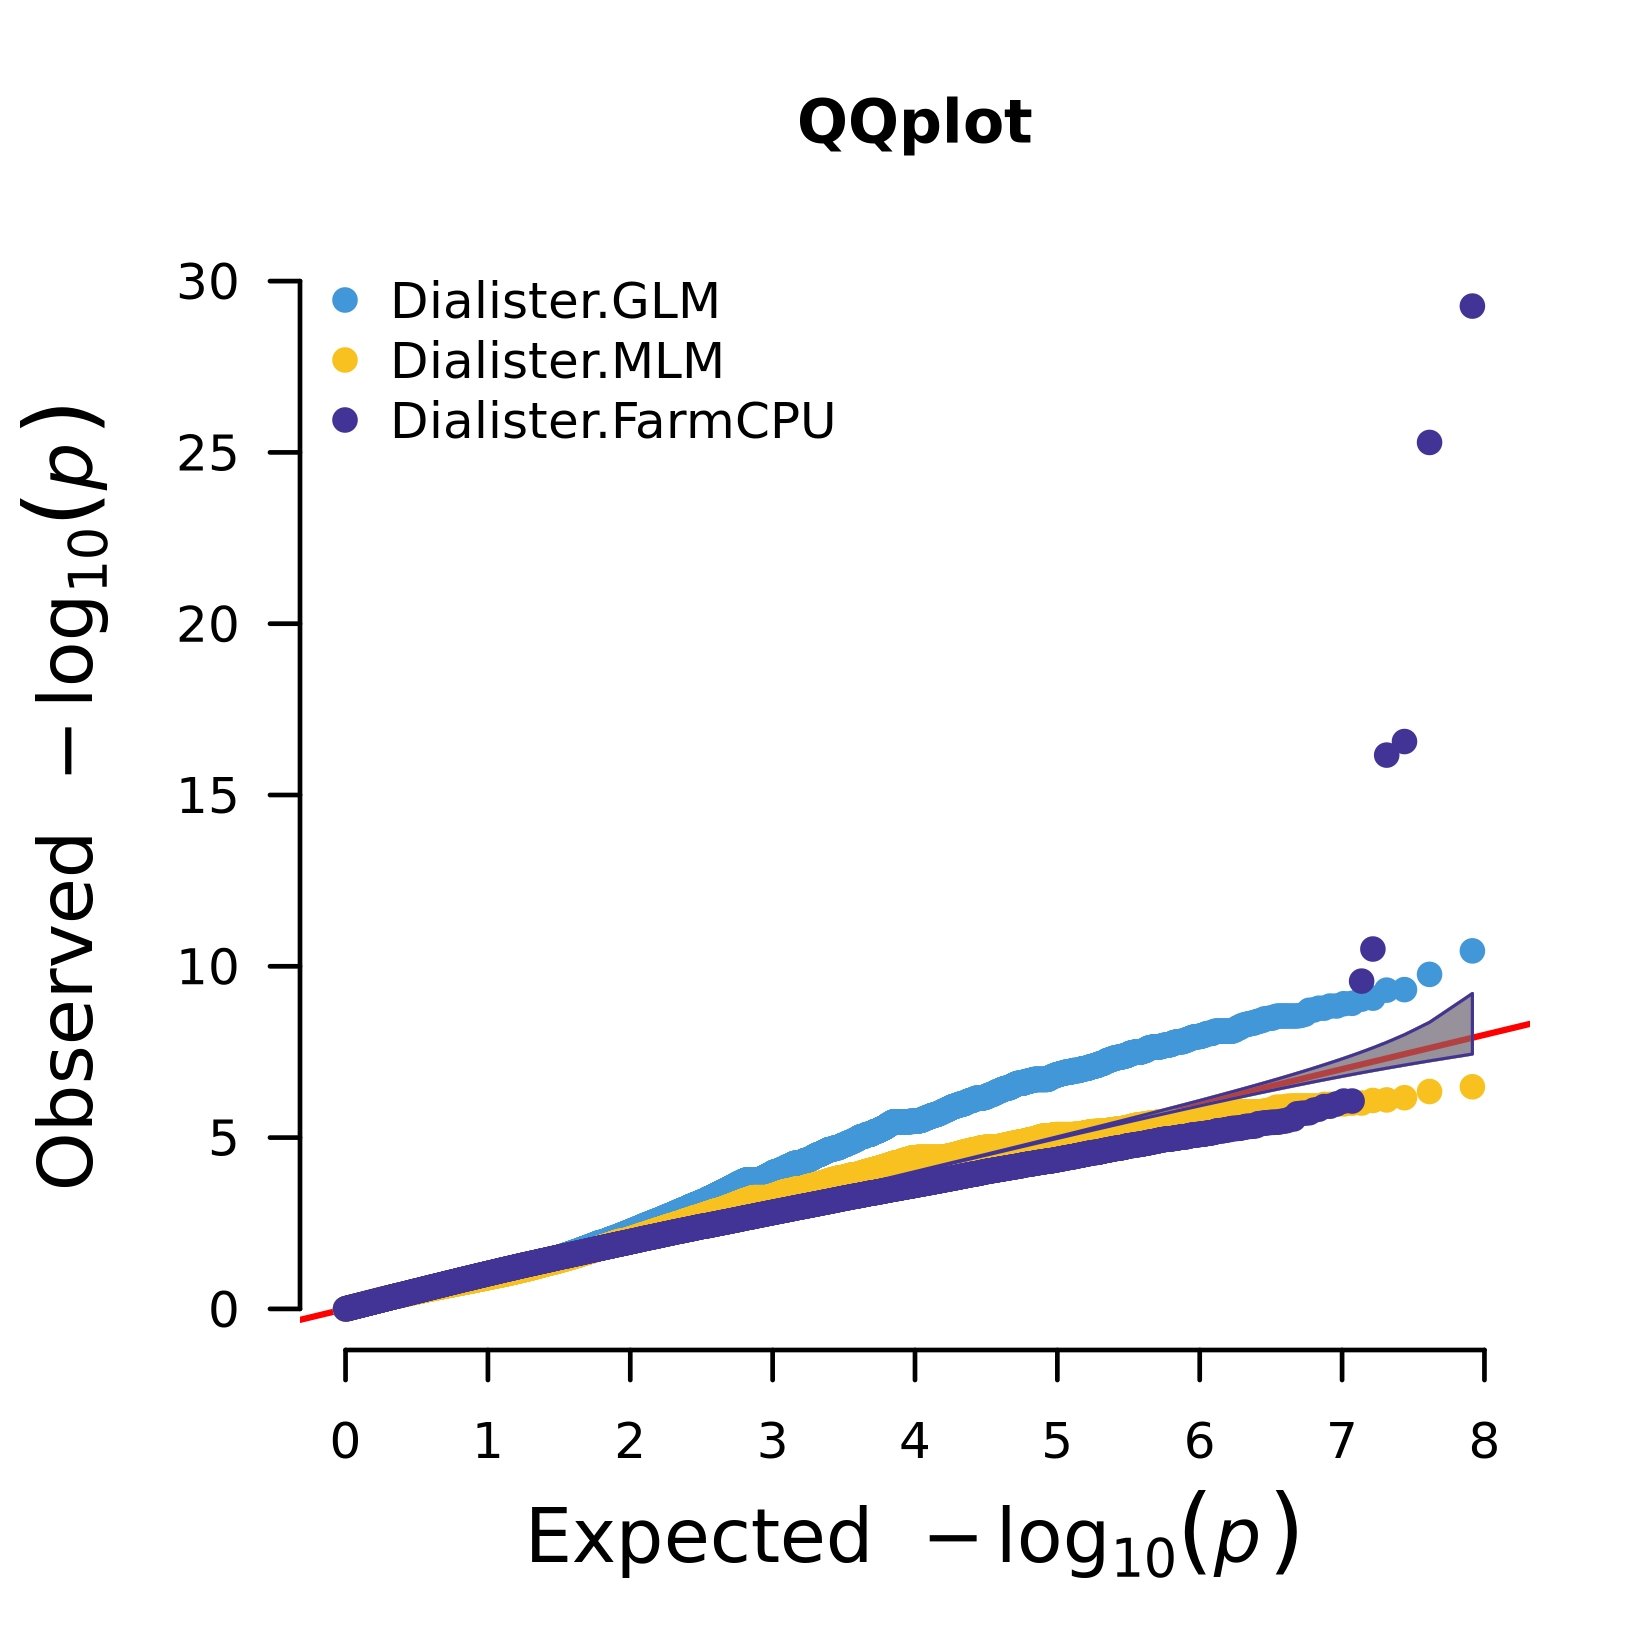 QQplot
Dialister.GLM
Dialister.MLM
Dialister.FarmCPU
Observed −log₁₀(p)
30
25
20
15
10
5
0
0 1 2 3 4 5 6 7 8
Expected −log₁₀(p)